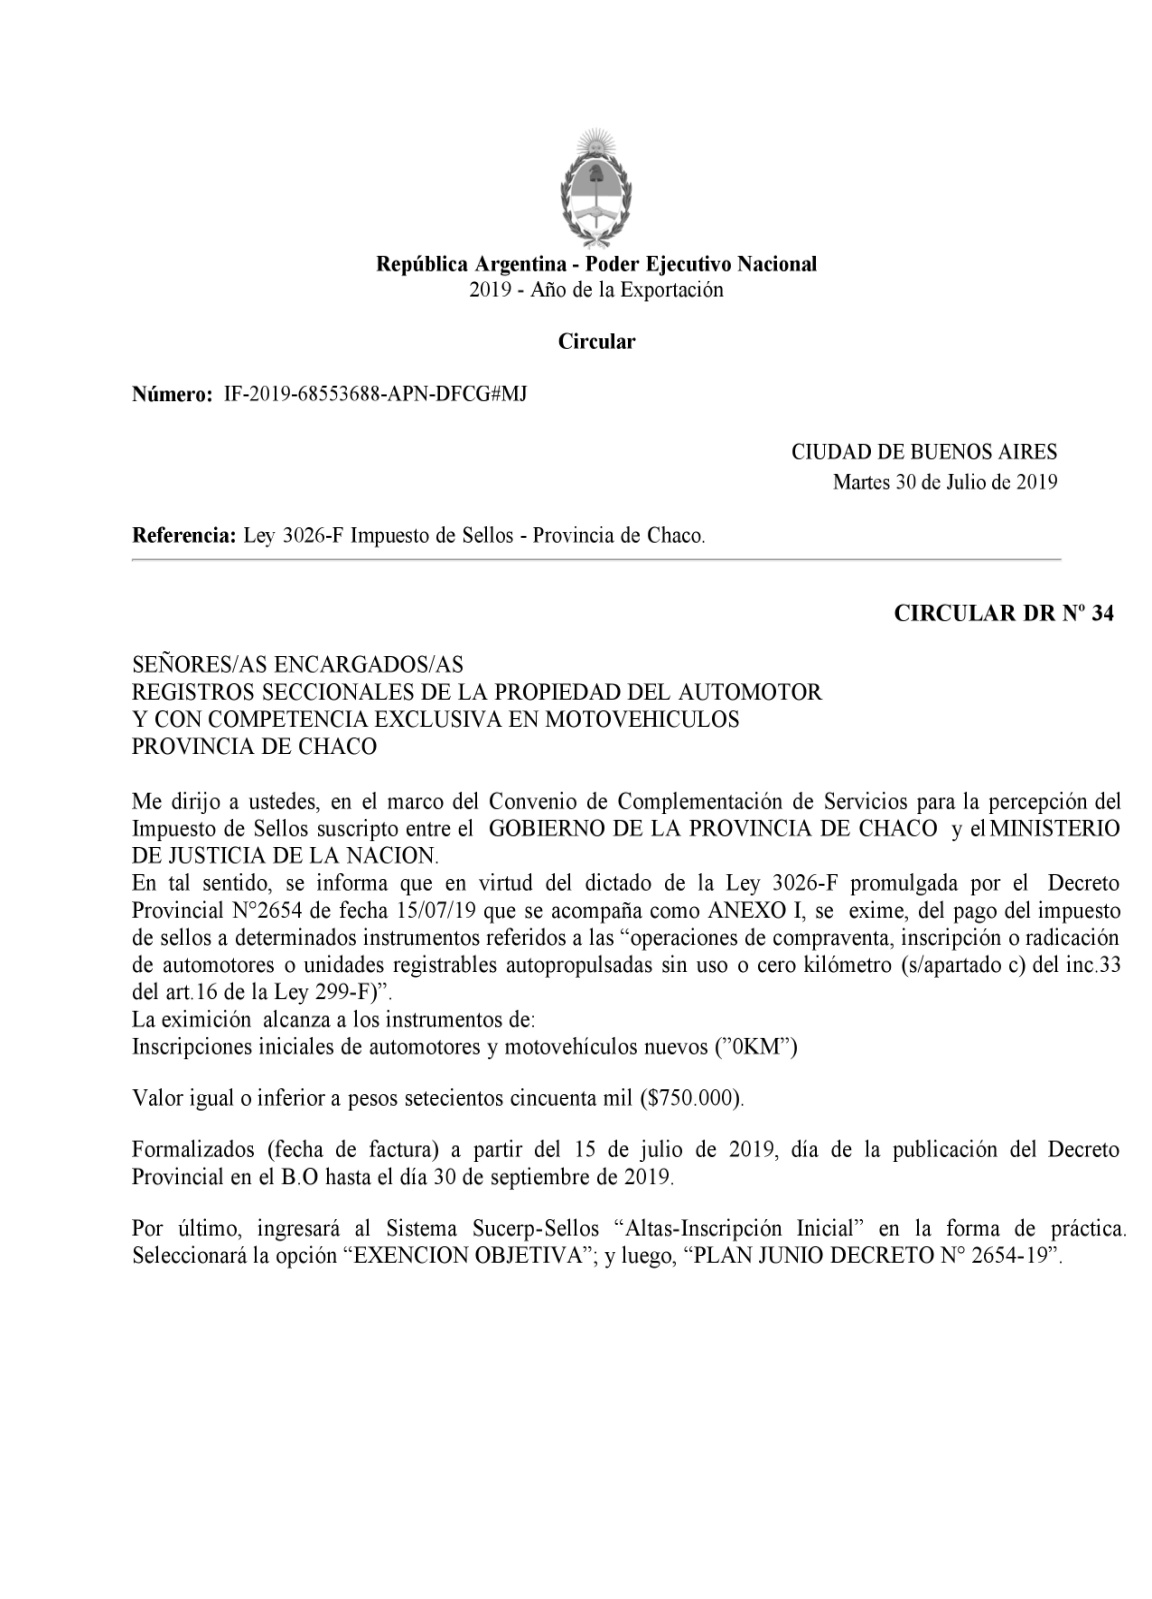 República Argentina - Poder Ejecutivo Nacional
2019 - Año de la Exportación
Circular
Número: IF-2019-68553688-APN-DFCG#MJ
CIUDAD DE BUENOS AIRES
Martes 30 de Julio de 2019
Referencia: Ley 3026-F Impuesto de Sellos - Provincia de Chaco.
CIRCULAR DR Nº 34
SEÑORES/AS ENCARGADOS/AS
REGISTROS SECCIONALES DE LA PROPIEDAD DEL AUTOMOTOR
Y CON COMPETENCIA EXCLUSIVA EN MOTOVEHICULOS
PROVINCIA DE CHACO
Me dirijo a ustedes, en el marco del Convenio de Complementación de Servicios para la percepción del
Impuesto de Sellos suscripto entre el GOBIERNO DE LA PROVINCIA DE CHACO y el MINISTERIO
DE JUSTICIA DE LA NACION.
En tal sentido, se informa que en virtud del dictado de la Ley 3026-F promulgada por el Decreto
Provincial N°2654 de fecha 15/07/19 que se acompaña como ANEXO I, se exime, del pago del impuesto
de sellos a determinados instrumentos referidos a las “operaciones de compraventa, inscripción o radicación
de automotores o unidades registrables autopropulsadas sin uso o cero kilómetro (s/apartado c) del inc.33
del art.16 de la Ley 299-F)”.
La eximición alcanza a los instrumentos de:
Inscripciones iniciales de automotores y motovehículos nuevos (”0KM”)
Valor igual o inferior a pesos setecientos cincuenta mil ($750.000).
Formalizados (fecha de factura) a partir del 15 de julio de 2019, día de la publicación del Decreto
Provincial en el B.O hasta el día 30 de septiembre de 2019.
Por último, ingresará al Sistema Sucerp-Sellos “Altas-Inscripción Inicial” en la forma de práctica.
Seleccionará la opción “EXENCION OBJETIVA”; y luego, “PLAN JUNIO DECRETO N° 2654-19”.